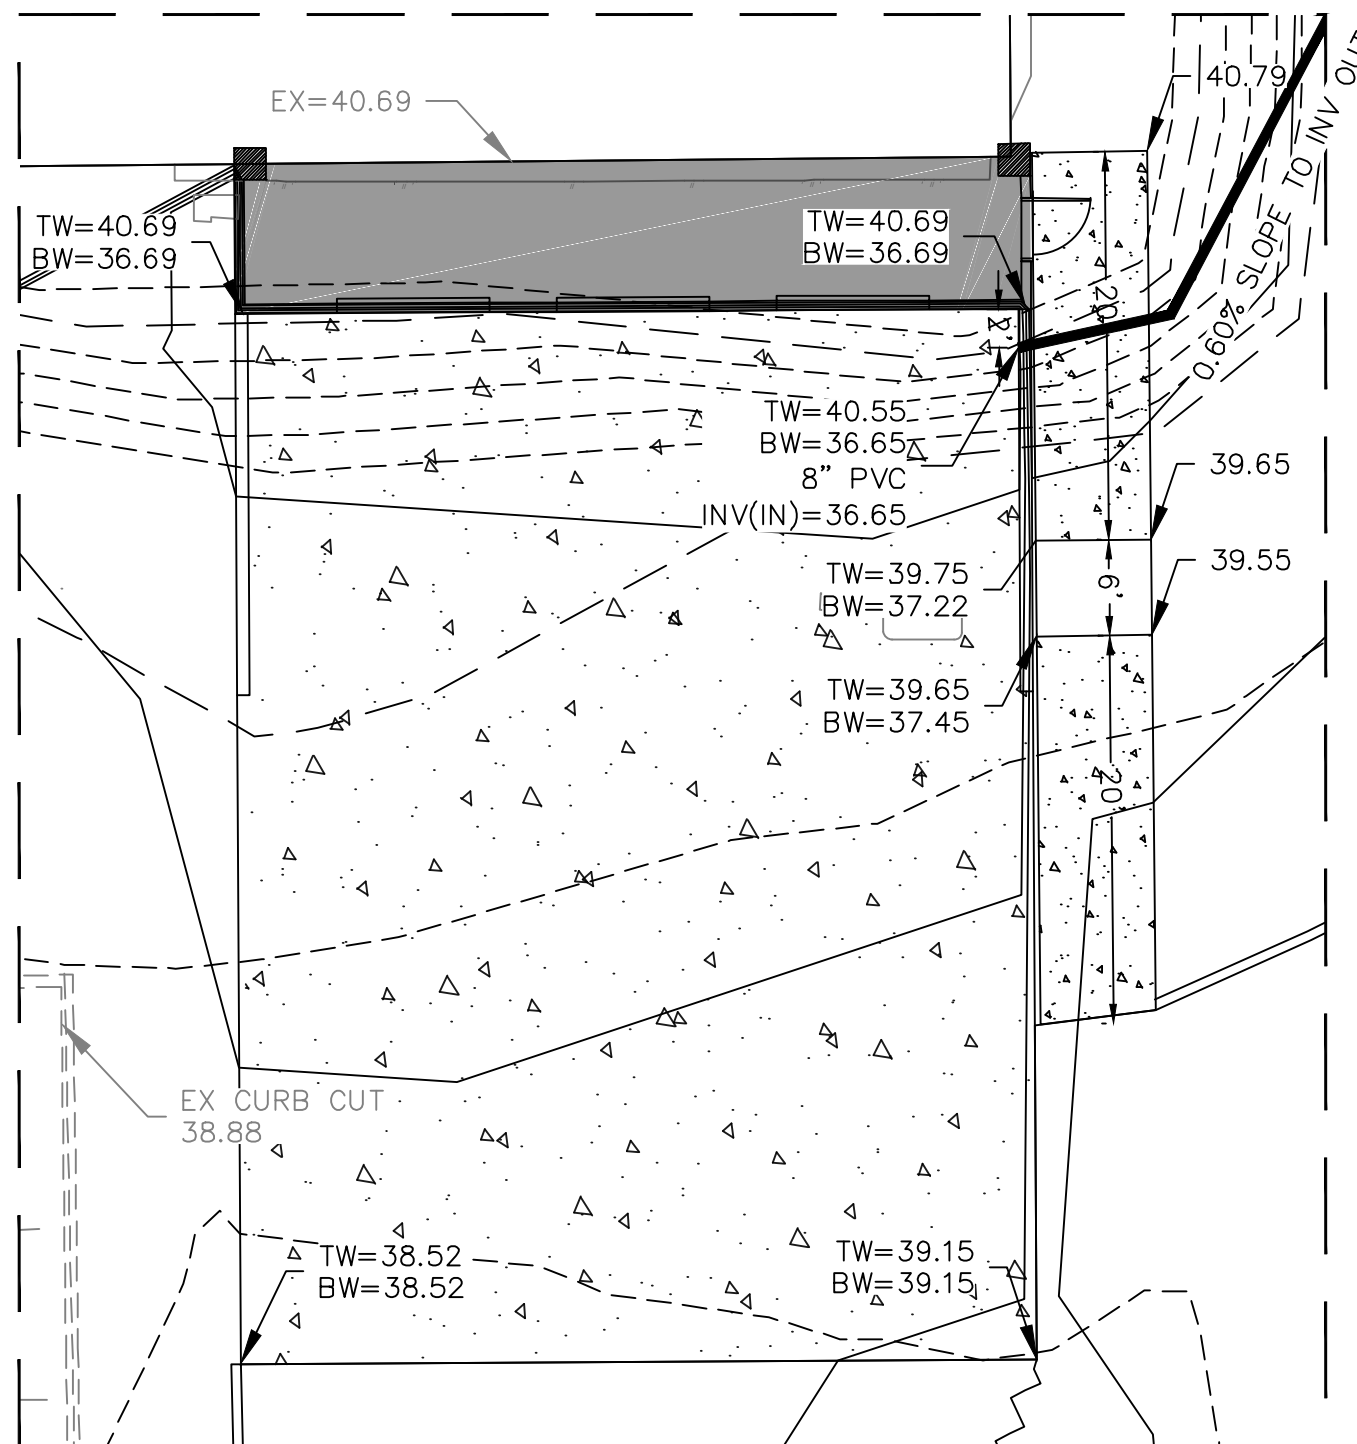 40.79
EX=40.69
TW=40.69
BW=36.69
TW=40.69
BW=36.69
20'
2'
0.60% SLOPE TO INV OUT
TW=40.55
BW=36.65
8" PVC
INV(IN)=36.65
39.65
39.55
TW=39.75
BW=37.22
6'
TW=39.65
BW=37.45
20'
EX CURB CUT
38.88
TW=38.52
BW=38.52
TW=39.15
BW=39.15